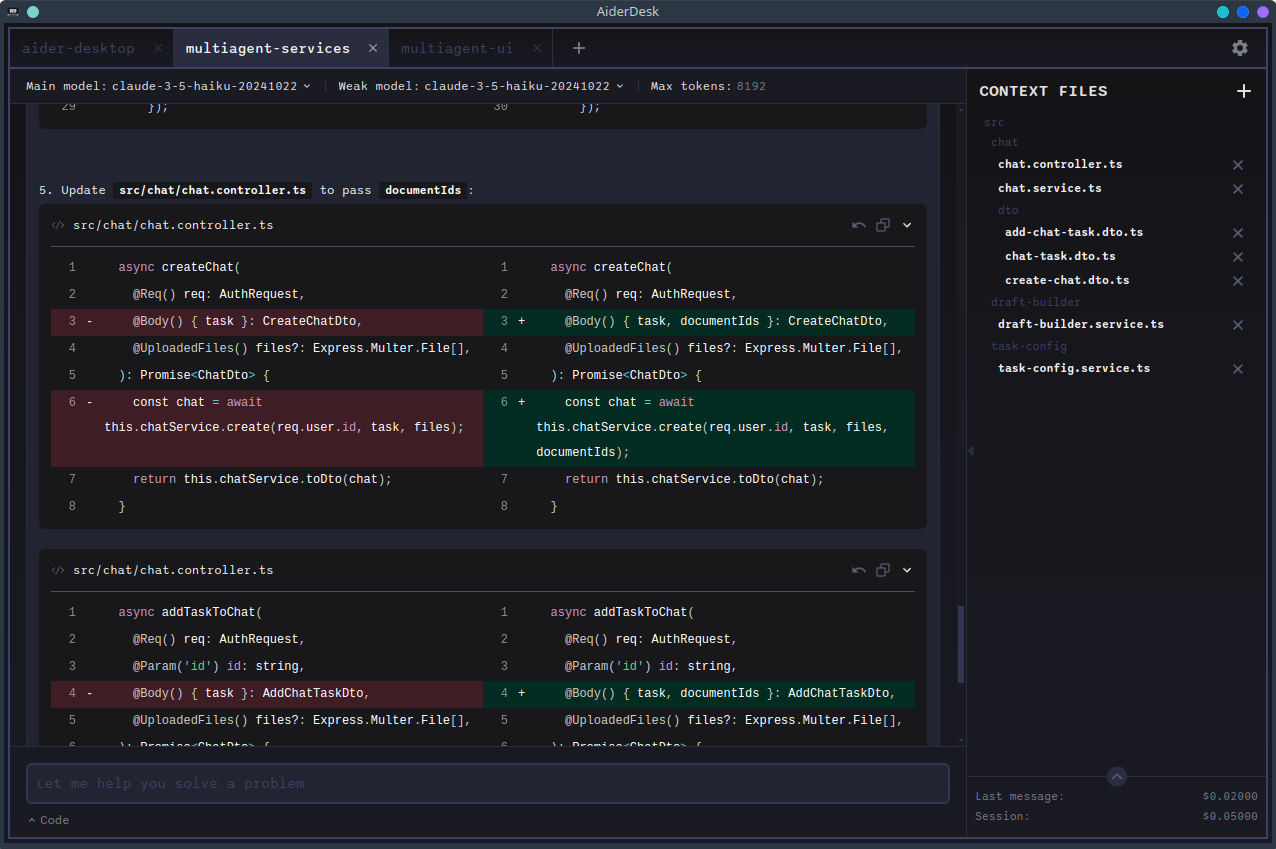 AiderDesk
aider-desktop
multiagent-services
multiagent-ui
Main model: claude-3-5-haiku-20241022
Weak model: claude-3-5-haiku-20241022
Max tokens: 8192
29 });
30 });
5. Update src/chat/chat.controller.ts to pass documentIds:
</> src/chat/chat.controller.ts
1 async createChat(
2 @Req() req: AuthRequest,
3 - @Body() { task }: CreateChatDto,
4 @UploadedFiles() files?: Express.Multer.File[],
5 ): Promise<ChatDto> {
6 - const chat = await
this.chatService.create(req.user.id, task, files);
7 return this.chatService.toDto(chat);
8 }
1 async createChat(
2 @Req() req: AuthRequest,
3 + @Body() { task, documentIds }: CreateChatDto,
4 @UploadedFiles() files?: Express.Multer.File[],
5 ): Promise<ChatDto> {
6 + const chat = await
this.chatService.create(req.user.id, task, files,
documentIds);
7 return this.chatService.toDto(chat);
8 }
</> src/chat/chat.controller.ts
1 async addTaskToChat(
2 @Req() req: AuthRequest,
3 @Param('id') id: string,
4 - @Body() { task }: AddChatTaskDto,
5 @UploadedFiles() files?: Express.Multer.File[],
6 ): Promise<ChatDto> {
1 async addTaskToChat(
2 @Req() req: AuthRequest,
3 @Param('id') id: string,
4 + @Body() { task, documentIds }: AddChatTaskDto,
5 @UploadedFiles() files?: Express.Multer.File[],
6 ): Promise<ChatDto> {
Let me help you solve a problem
Code
CONTEXT FILES
src
chat
chat.controller.ts
chat.service.ts
dto
add-chat-task.dto.ts
chat-task.dto.ts
create-chat.dto.ts
draft-builder
draft-builder.service.ts
task-config
task-config.service.ts
Last message: $0.02000
Session: $0.05000